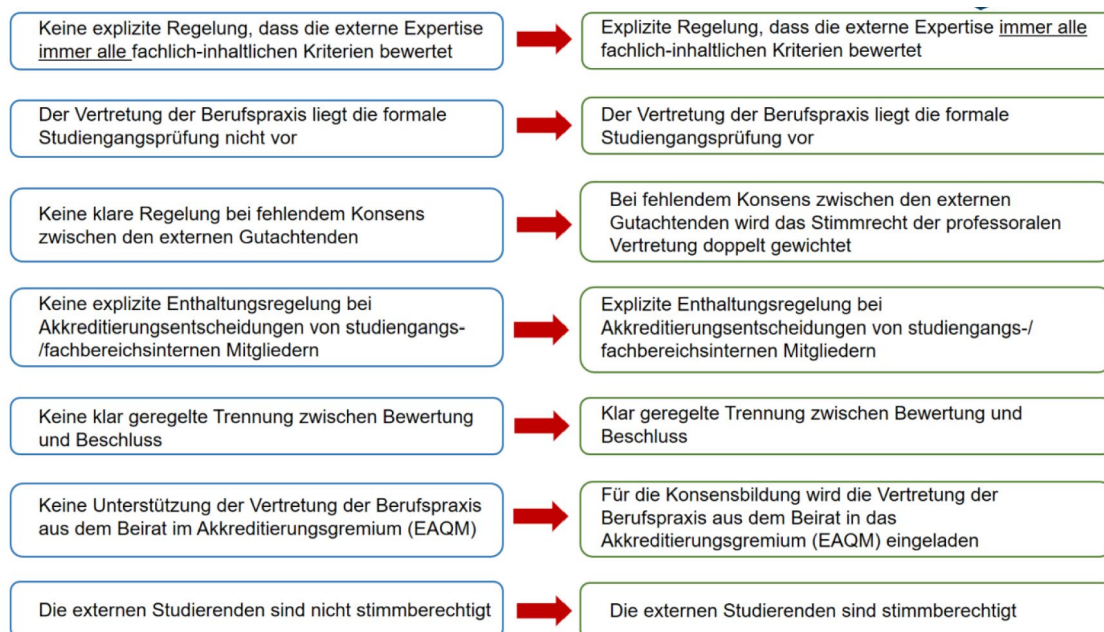 Keine explizite Regelung, dass die externe Expertise
immer alle fachlich-inhaltlichen Kriterien bewertet
Explizite Regelung, dass die externe Expertise immer alle
fachlich-inhaltlichen Kriterien bewertet
Der Vertretung der Berufspraxis liegt die formale
Studiengangsprüfung nicht vor
Der Vertretung der Berufspraxis liegt die formale
Studiengangsprüfung vor
Keine klare Regelung bei fehlendem Konsens
zwischen den externen Gutachtenden
Bei fehlendem Konsens zwischen den externen
Gutachtenden wird das Stimmrecht der professoralen
Vertretung doppelt gewichtet
Keine explizite Enthaltungsregelung bei
Akkreditierungsentscheidungen von studiengangs-
/fachbereichsinternen Mitgliedern
Explizite Enthaltungsregelung bei
Akkreditierungsentscheidungen von studiengangs-/
fachbereichsinternen Mitgliedern
Keine klar geregelte Trennung zwischen Bewertung
und Beschluss
Klar geregelte Trennung zwischen Bewertung und
Beschluss
Keine Unterstützung der Vertretung der Berufspraxis
aus dem Beirat im Akkreditierungsgremium (EAQM)
Für die Konsensbildung wird die Vertretung der
Berufspraxis aus dem Beirat in das
Akkreditierungsgremium (EAQM) eingeladen
Die externen Studierenden sind nicht stimmberechtigt
Die externen Studierenden sind stimmberechtigt